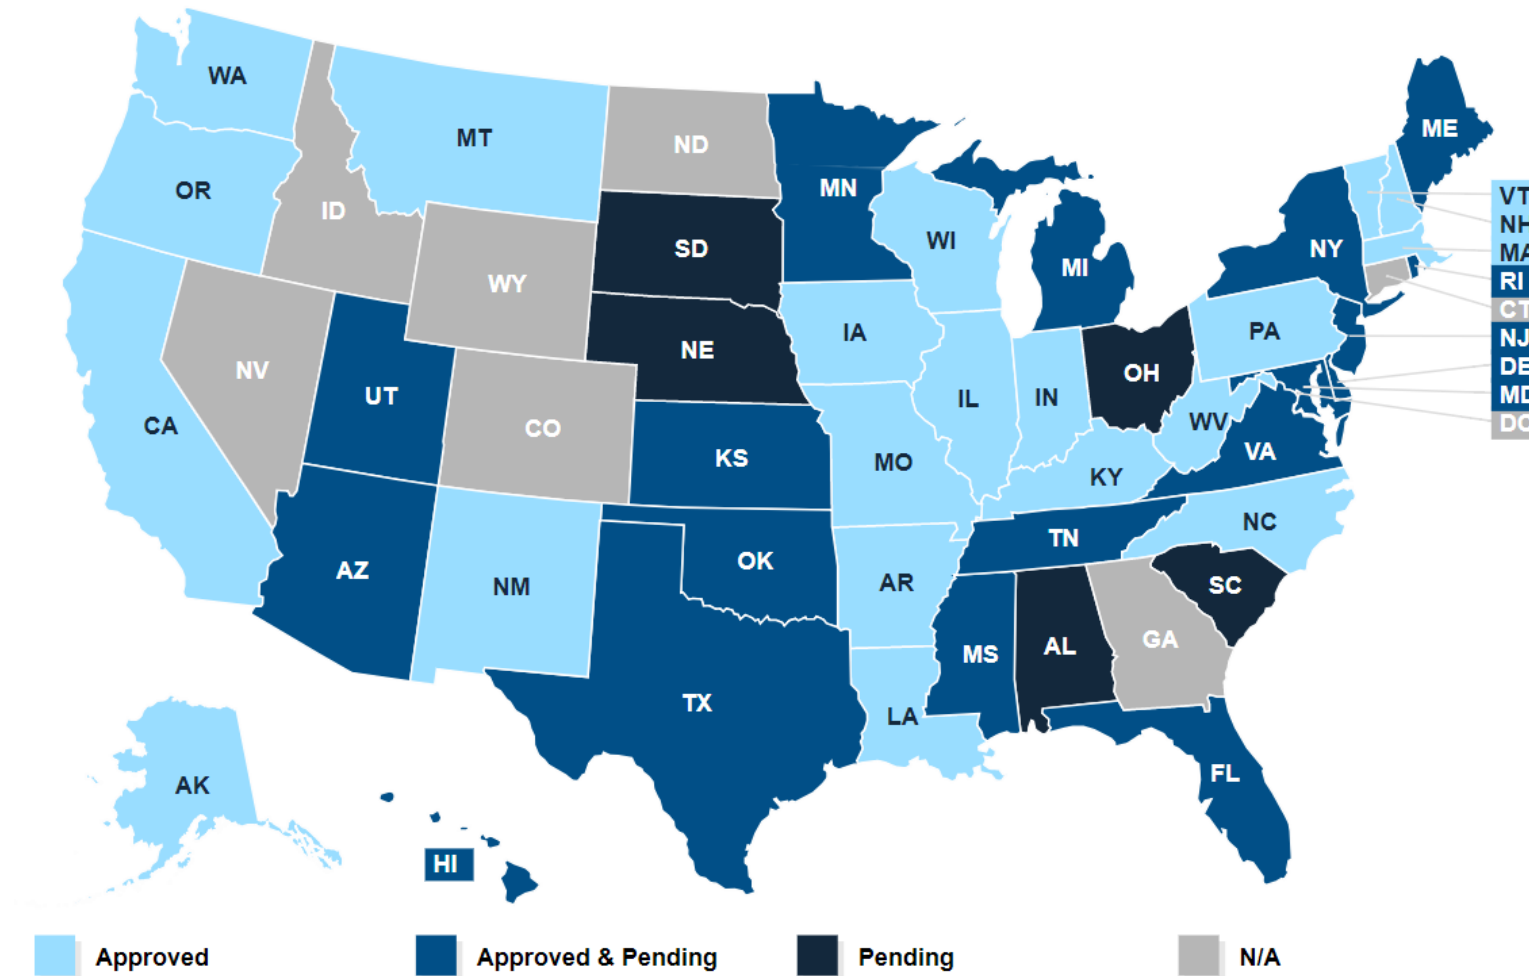 WA
MT
ND
ME
MN
OR
VT
ID
NH
WI
SD
NY
MA
MI
RI
WY
CT
IA
PA
NJ
NE
DE
NV
OH
UT
IL
IN
MD
CA
CO
WV
DC
KS
MO
VA
KY
NC
TN
OK
AZ
AR
NM
SC
GA
AL
MS
TX
LA
FL
AK
HI
Approved
Approved & Pending
Pending
N/A